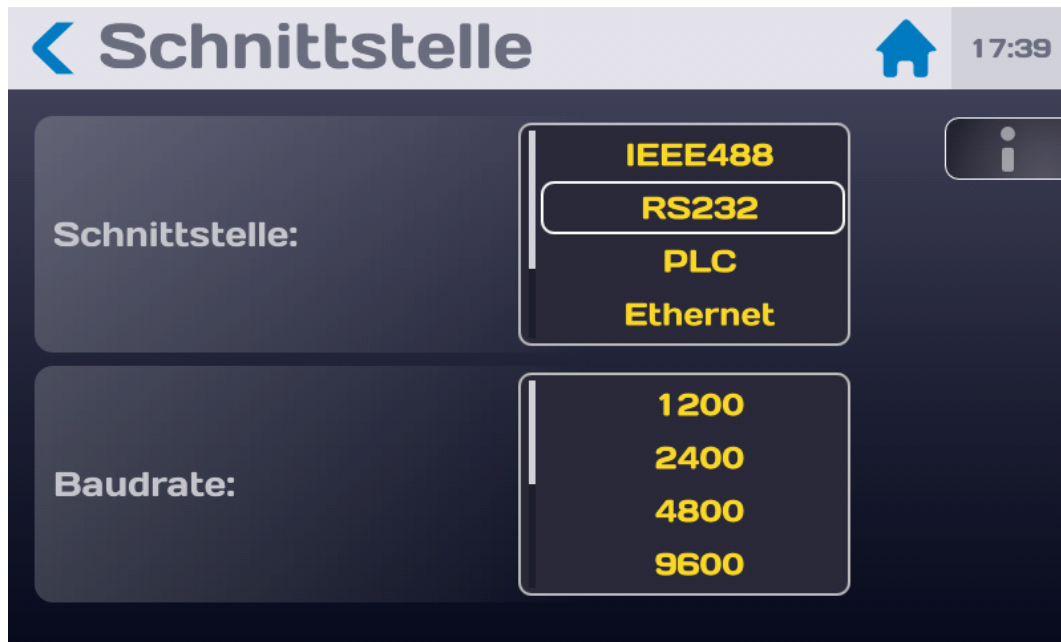 Schnittstelle
17:39
Schnittstelle:
IEEE488
RS232
PLC
Ethernet
Baudrate:
1200
2400
4800
9600